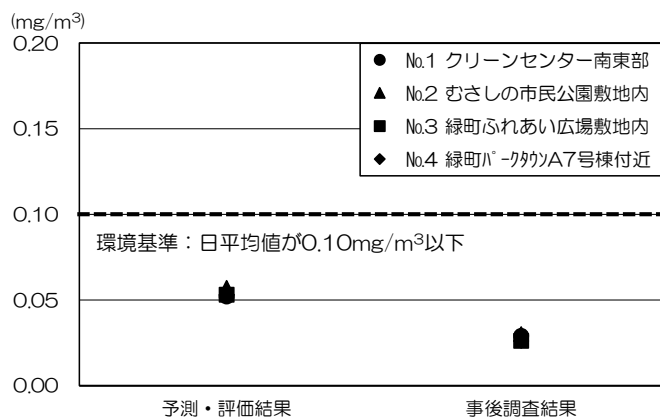 (mg/m³)
0.20
● №1 クリーンセンター南東部
▲ №2 むさしの市民公園敷地内
■ №3 緑町ふれあい広場敷地内
◆ №4 緑町ﾊﾟｰｸﾀｳﾝA7号棟付近
0.15
0.10
環境基準：日平均値が0.10mg/m³以下
0.05
0.00
予測・評価結果 事後調査結果